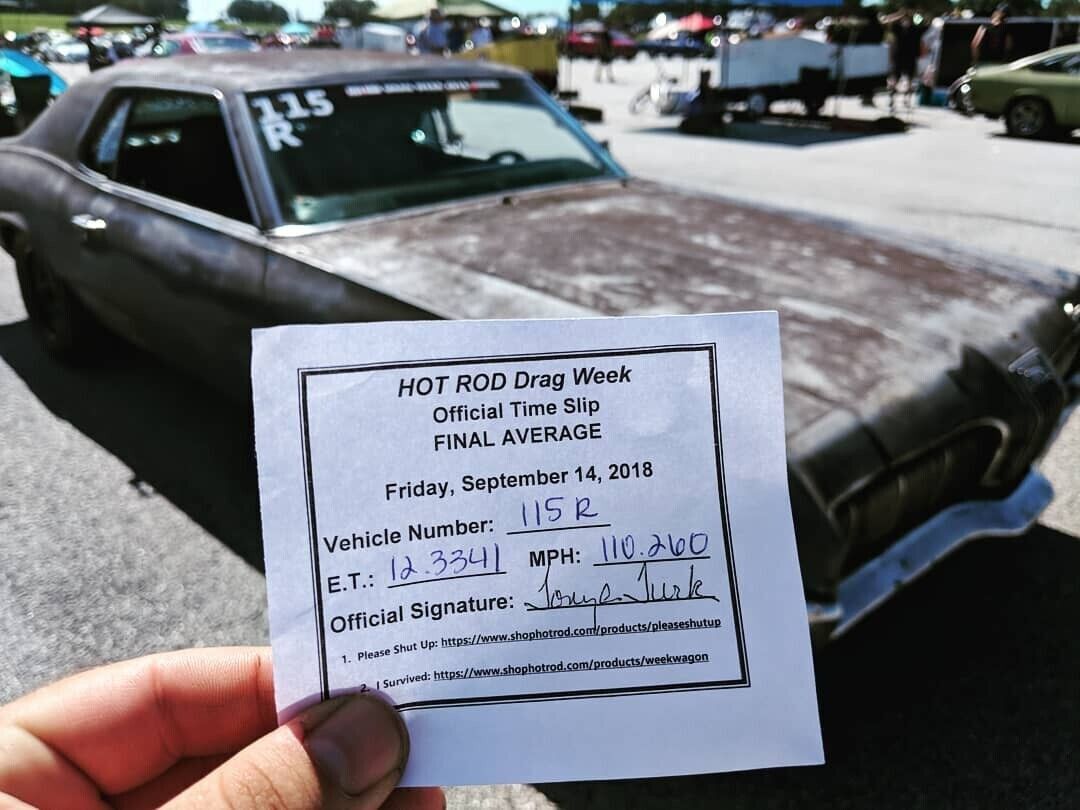 115
R
HOT ROD Drag Week
Official Time Slip
FINAL AVERAGE
Friday, September 14, 2018
Vehicle Number: 115 R
E.T.: 12.3341 MPH: 110.260
Official Signature:
1. Please Shut Up: https://www.shophotrod.com/products/pleaseshutup
2. I Survived: https://www.shophotrod.com/products/weekwagon